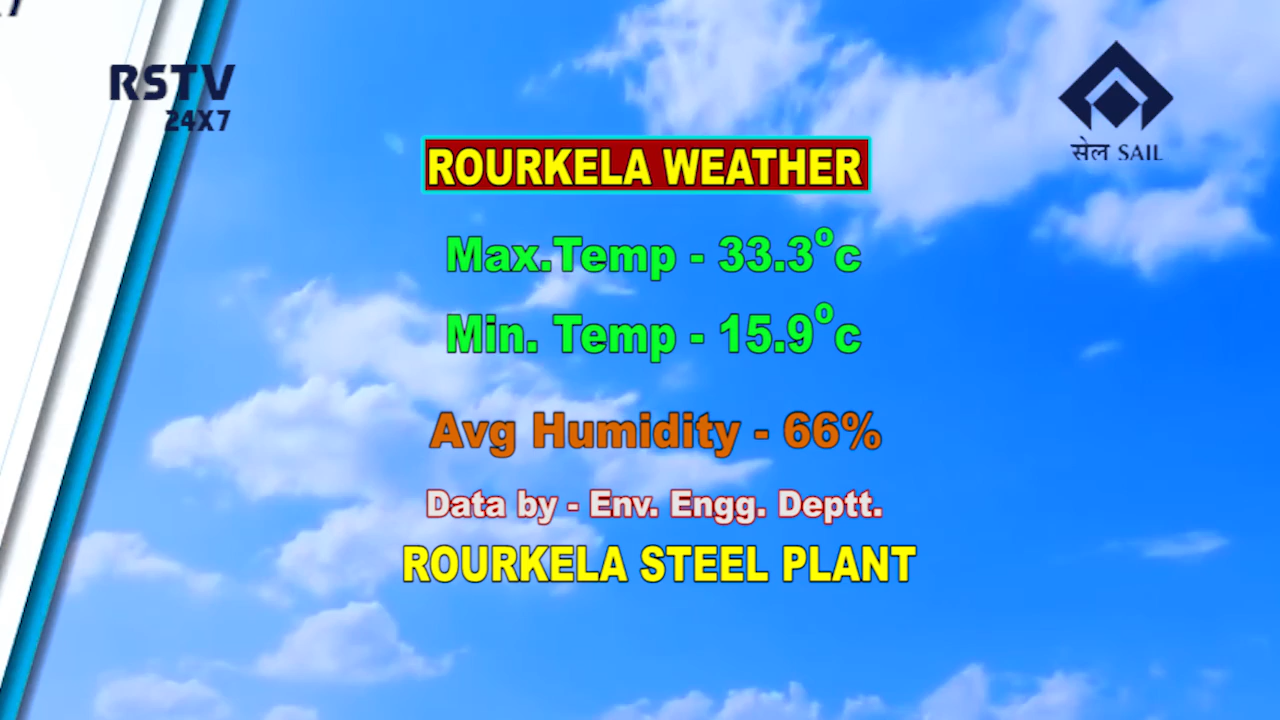 RSTV
24X7
सेल SAIL
ROURKELA WEATHER
Max.Temp - 33.3°c
Min. Temp - 15.9°c
Avg Humidity - 66%
Data by - Env. Engg. Deptt.
ROURKELA STEEL PLANT